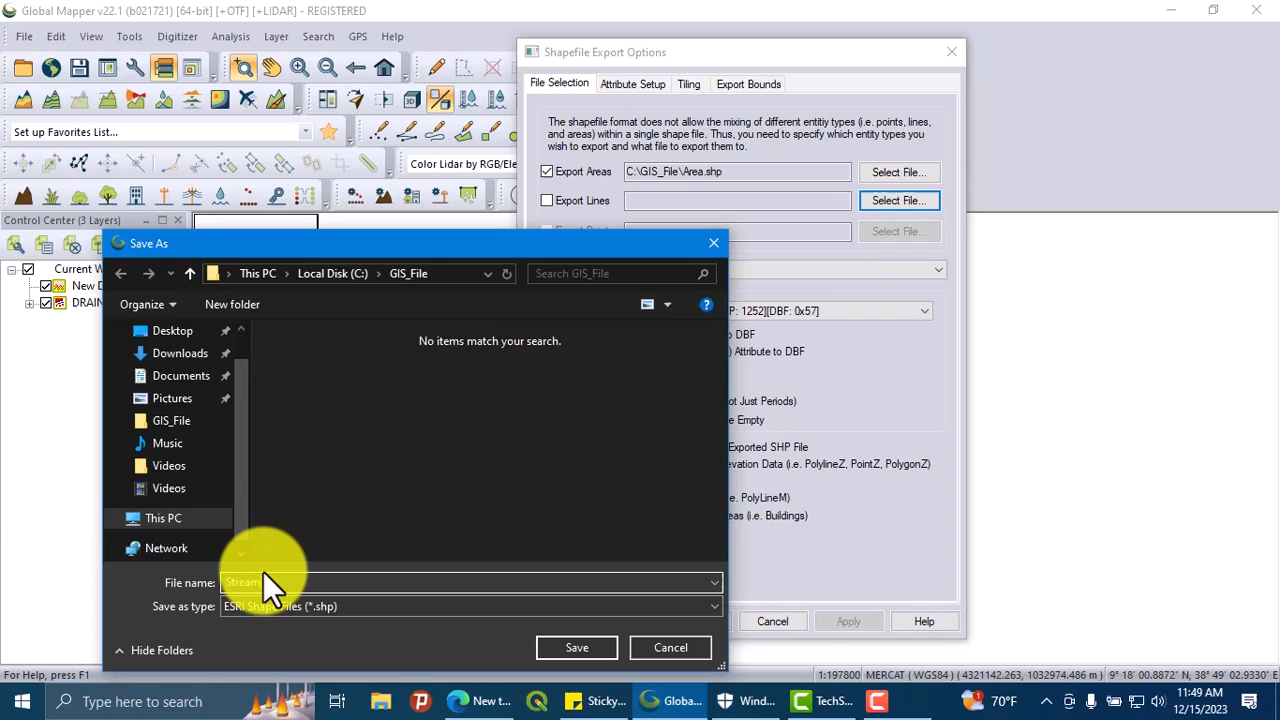 Global Mapper v22.1 (b021721) [64-bit] [+OTF] [+LIDAR] - REGISTERED
File Edit View Tools Digitizer Analysis Layer Search GPS Help
Set up Favorites List...
Color Lidar by RGB/Ele
Control Center (3 Layers)
Current W
New D
DRAIN
Shapefile Export Options
File Selection Attribute Setup Tiling Export Bounds
The shapefile format does not allow the mixing of different entitiy types (i.e. points, lines,
and areas) within a single shape file. Thus, you need to specify which entity types you
wish to export and what file to export them to.
Export Areas C:\GIS_File\Area.shp Select File...
Export Lines Select File...
Select File...
P: 1252][DBF: 0x57]
to DBF
) Attribute to DBF
ot Just Periods)
e Empty
Exported SHP File
evation Data (i.e. PolylineZ, PointZ, PolygonZ)
e. PolyLineM)
eas (i.e. Buildings)
Cancel Apply Help
Save As
This PC Local Disk (C:) GIS_File Search GIS_File
Organize New folder
Desktop
Downloads
Documents
Pictures
GIS_File
Music
Videos
Videos
This PC
Network
No items match your search.
File name: Stream
Save as type: ESRI Shape Files (*.shp)
Hide Folders Save Cancel
For Help, press F1
1:197800 MERCAT (WGS84) (4321142.263, 1032974.486 m) 9° 18' 00.8872" N, 38° 49' 02.9330" E
Type here to search
New t... Sticky... Globa... Wind... TechS...
70°F
11:49 AM
12/15/2023